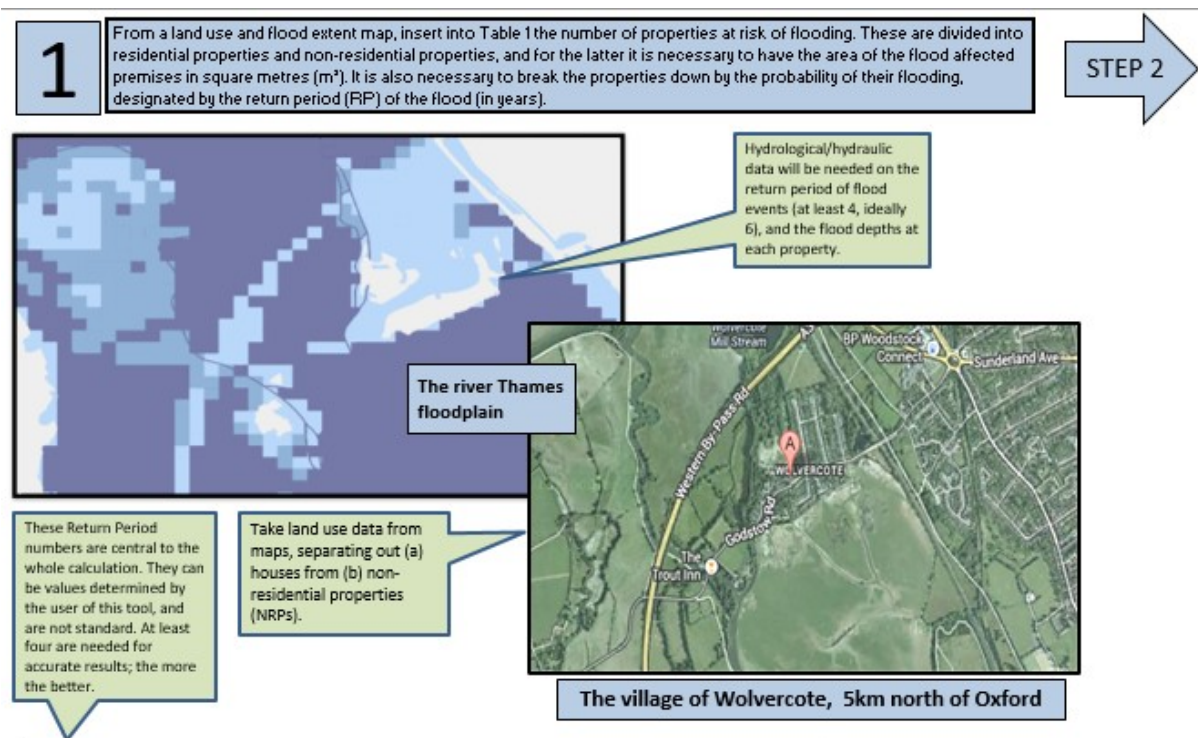 1
From a land use and flood extent map, insert into Table 1 the number of properties at risk of flooding. These are divided into
residential properties and non-residential properties, and for the latter it is necessary to have the area of the flood affected
premises in square metres (m²). It is also necessary to break the properties down by the probability of their flooding,
designated by the return period (RP) of the flood (in years).
STEP 2
Hydrological/hydraulic
data will be needed on the
return period of flood
events (at least 4, ideally
6), and the flood depths at
each property.
The river Thames
floodplain
Wolvercote
Mill Stream
BP Woodstock
Connect
Sunderland Ave
Western By-Pass Rd
A
WOLVERCOTE
Godstow Rd
The
Trout Inn
These Return Period
numbers are central to the
whole calculation. They can
be values determined by
the user of this tool, and
are not standard. At least
four are needed for
accurate results; the more
the better.
Take land use data from
maps, separating out (a)
houses from (b) non-
residential properties
(NRPs).
The village of Wolvercote, 5km north of Oxford